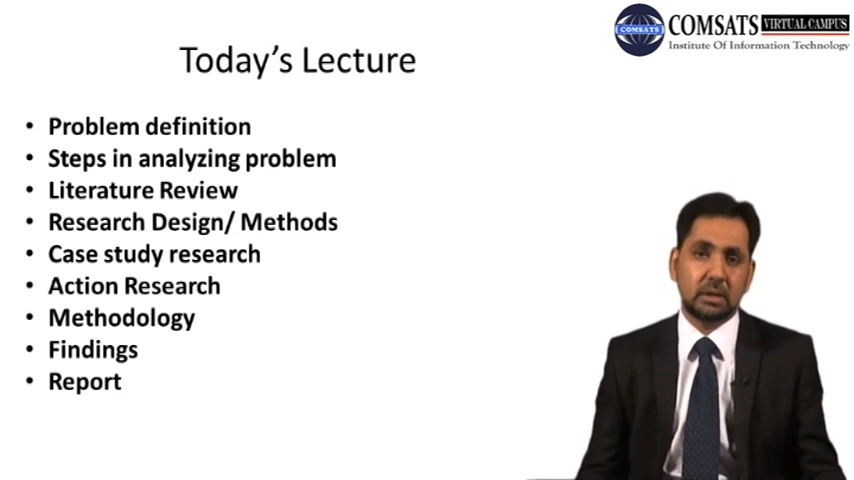 COMSATS
COMSATS VIRTUAL CAMPUS
Institute Of Information Technology
Today's Lecture
• Problem definition
• Steps in analyzing problem
• Literature Review
• Research Design/ Methods
• Case study research
• Action Research
• Methodology
• Findings
• Report